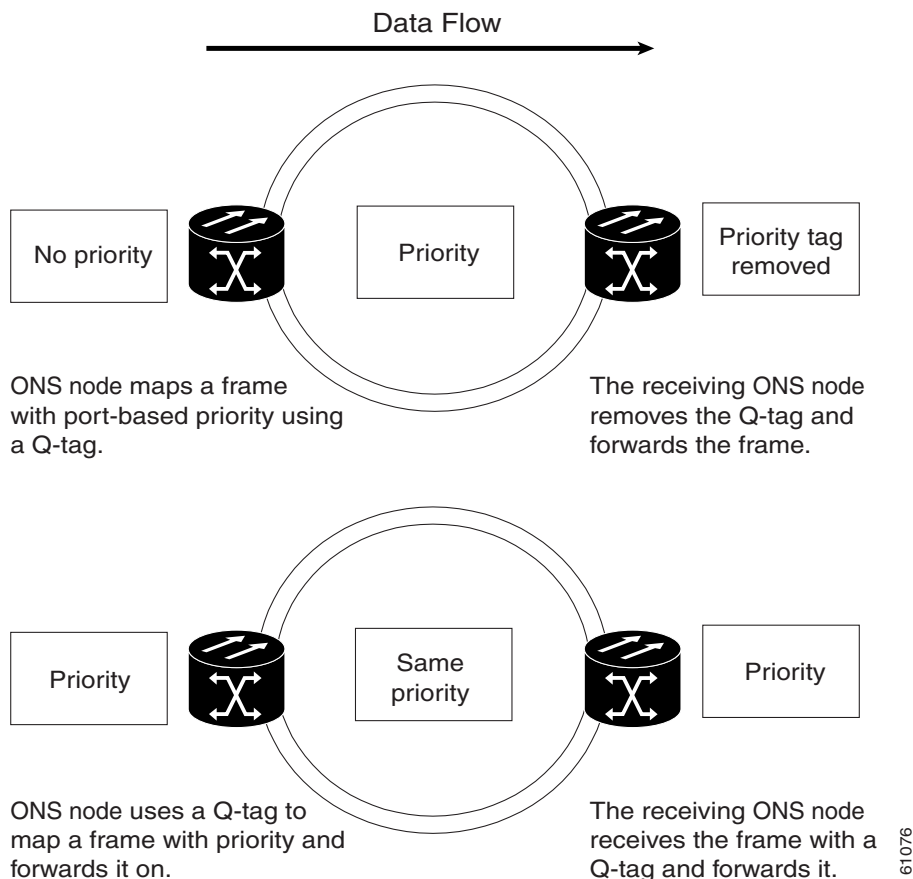 Data Flow
No priority
Priority
Priority tag
removed
ONS node maps a frame
with port-based priority using
a Q-tag.
The receiving ONS node
removes the Q-tag and
forwards the frame.
Priority
Same
priority
Priority
ONS node uses a Q-tag to
map a frame with priority and
forwards it on.
The receiving ONS node
receives the frame with a
Q-tag and forwards it.
61076